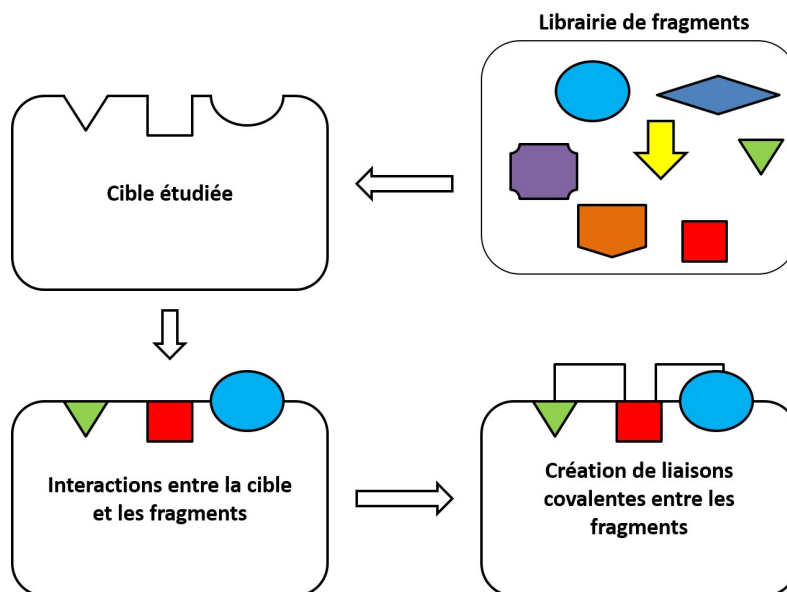 Librairie de fragments
Cible étudiée
Interactions entre la cible
et les fragments
Création de liaisons
covalentes entre les
fragments